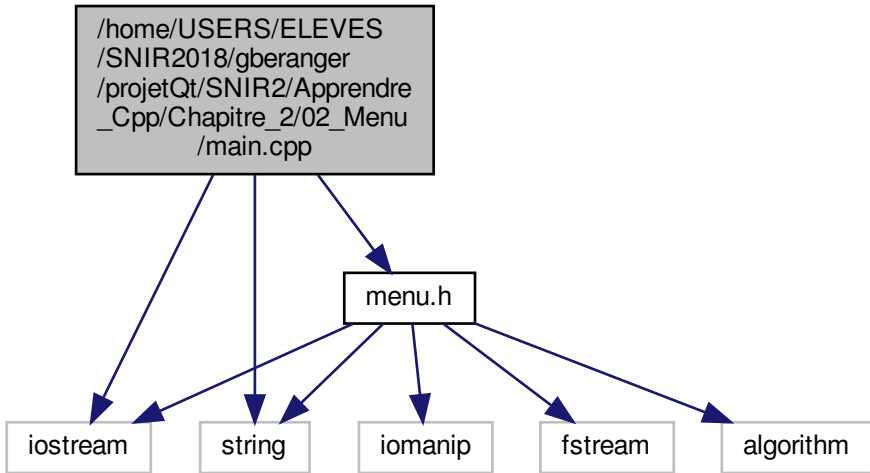 /home/USERS/ELEVES
/SNIR2018/gberanger
/projetQt/SNIR2/Apprendre
_Cpp/Chapitre_2/02_Menu
/main.cpp
menu.h
iostream
string
iomanip
fstream
algorithm